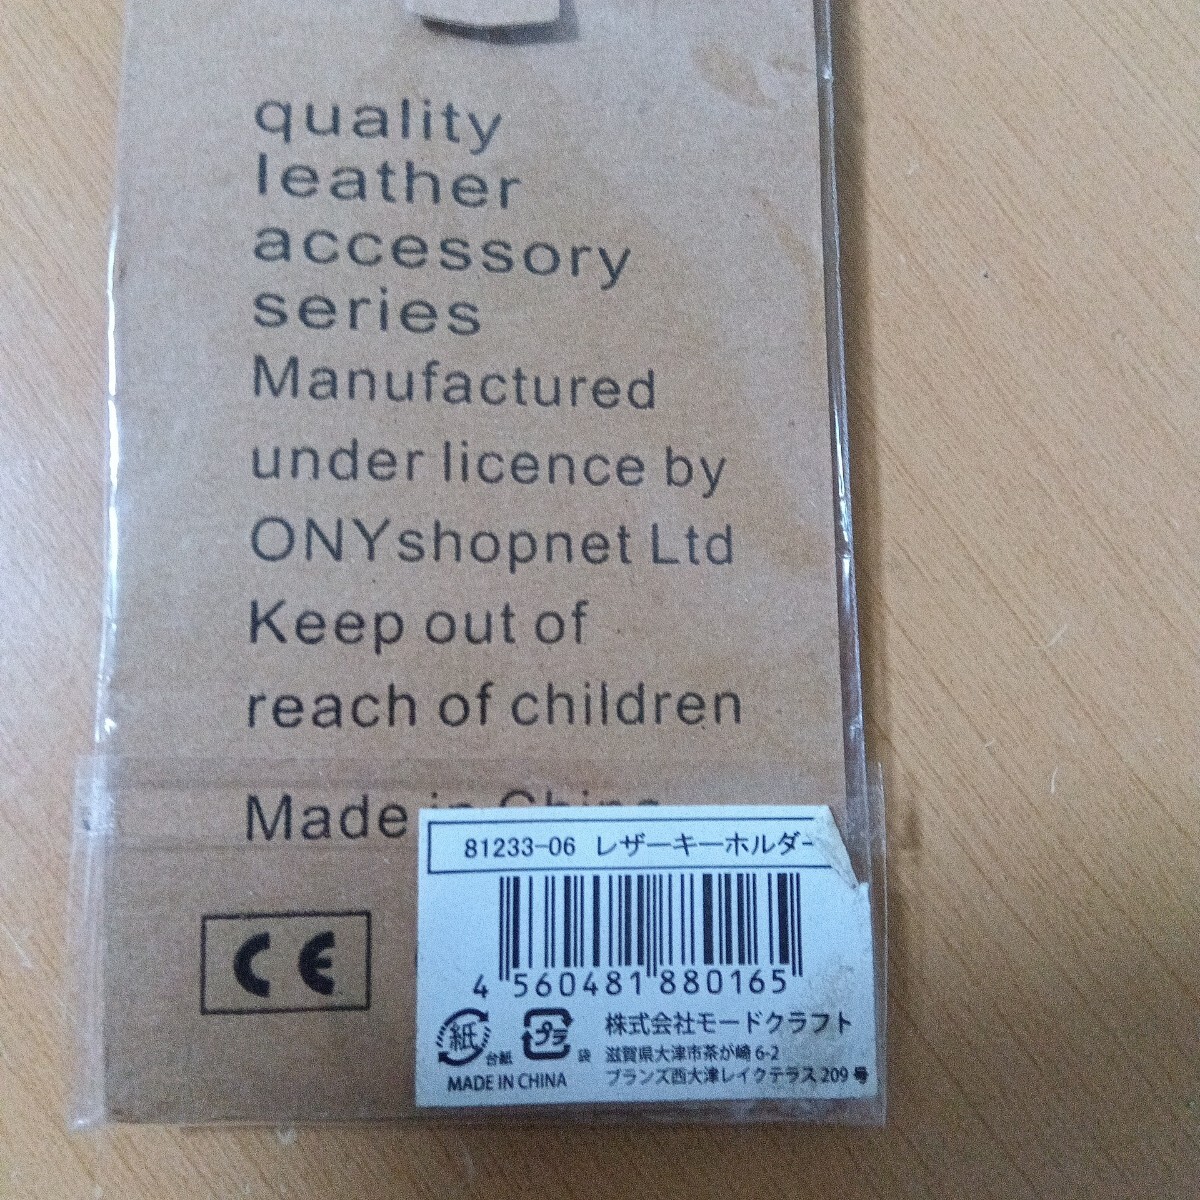 quality
leather
accessory
series
Manufactured
under licence by
ONYshopnet Ltd
Keep out of
reach of children
Made in China
81233-06 レザーキーホルダー
4 560481 880165
紙 台紙 プラ 袋
MADE IN CHINA
株式会社モードクラフト
滋賀県大津市茶が崎 6-2
ブランズ西大津レイクテラス 209 号
CE